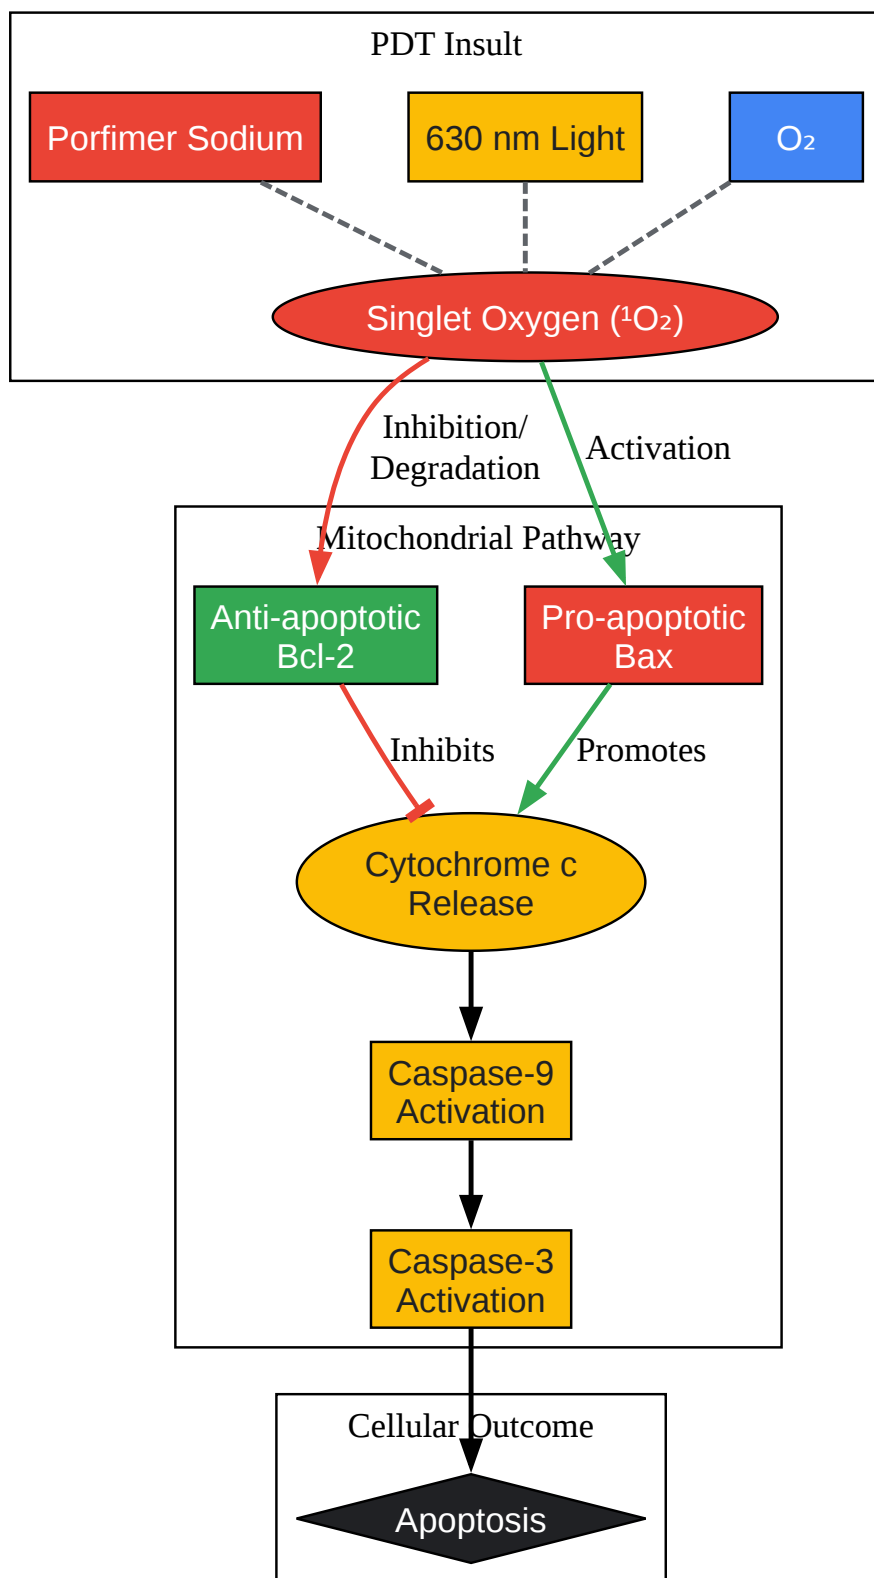 PDT Insult
Porfimer Sodium
630 nm Light
O₂
Singlet Oxygen (¹O₂)
Inhibition/
Degradation
Activation
Mitochondrial Pathway
Anti-apoptotic
Bcl-2
Pro-apoptotic
Bax
Inhibits
Promotes
Cytochrome c
Release
Caspase-9
Activation
Caspase-3
Activation
Cellular Outcome
Apoptosis